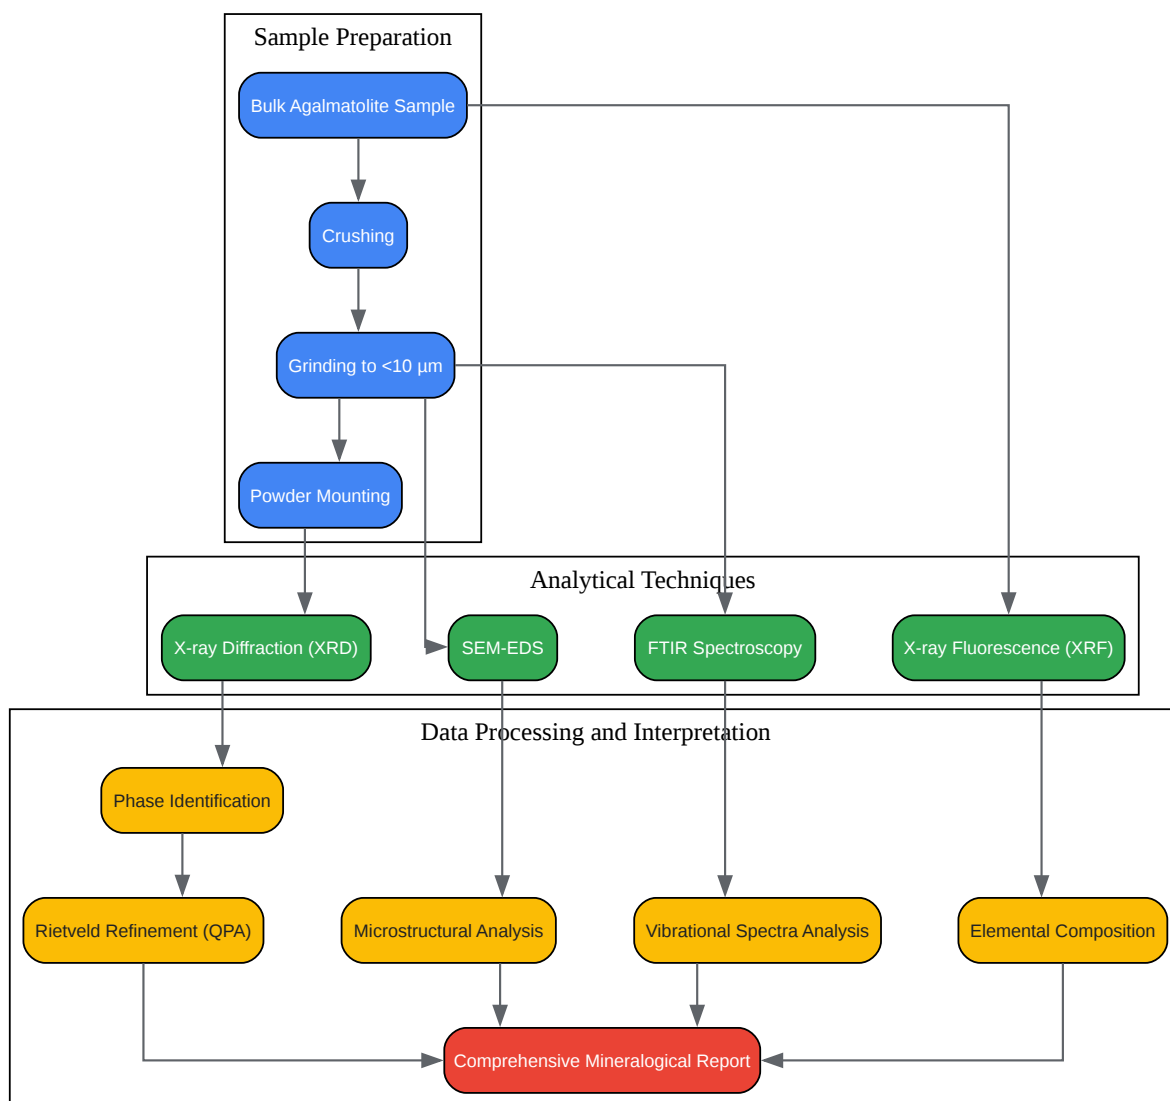 Sample Preparation
Bulk Agalmatolite Sample
Crushing
Grinding to <10 µm
Powder Mounting
Analytical Techniques
X-ray Diffraction (XRD)
SEM-EDS
FTIR Spectroscopy
X-ray Fluorescence (XRF)
Data Processing and Interpretation
Phase Identification
Rietveld Refinement (QPA)
Microstructural Analysis
Vibrational Spectra Analysis
Elemental Composition
Comprehensive Mineralogical Report